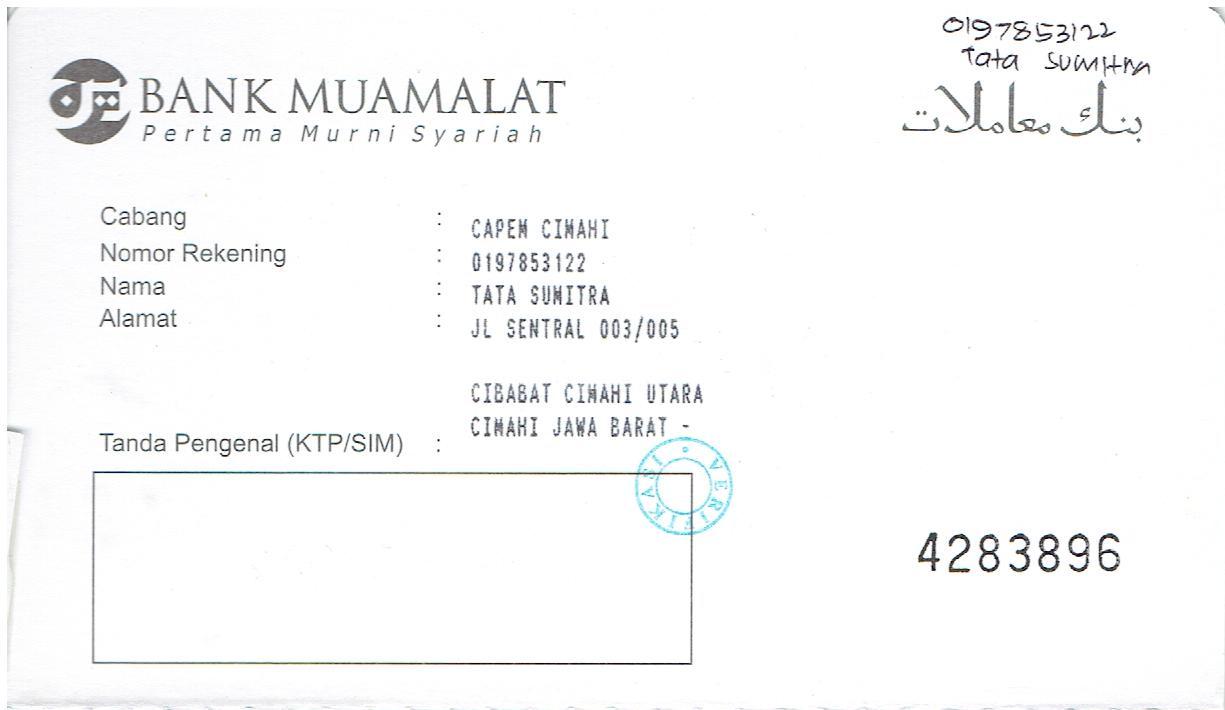 0197853122
Tata Sumitra
BANK MUAMALAT
Pertama Murni Syariah
بنك معاملات
Cabang : CAPEM CIMAHI
Nomor Rekening : 0197853122
Nama : TATA SUMITRA
Alamat : JL SENTRAL 003/005
CIBABAT CIMAHI UTARA
CIMAHI JAWA BARAT -
Tanda Pengenal (KTP/SIM) :
VERIFIKASI
4283896